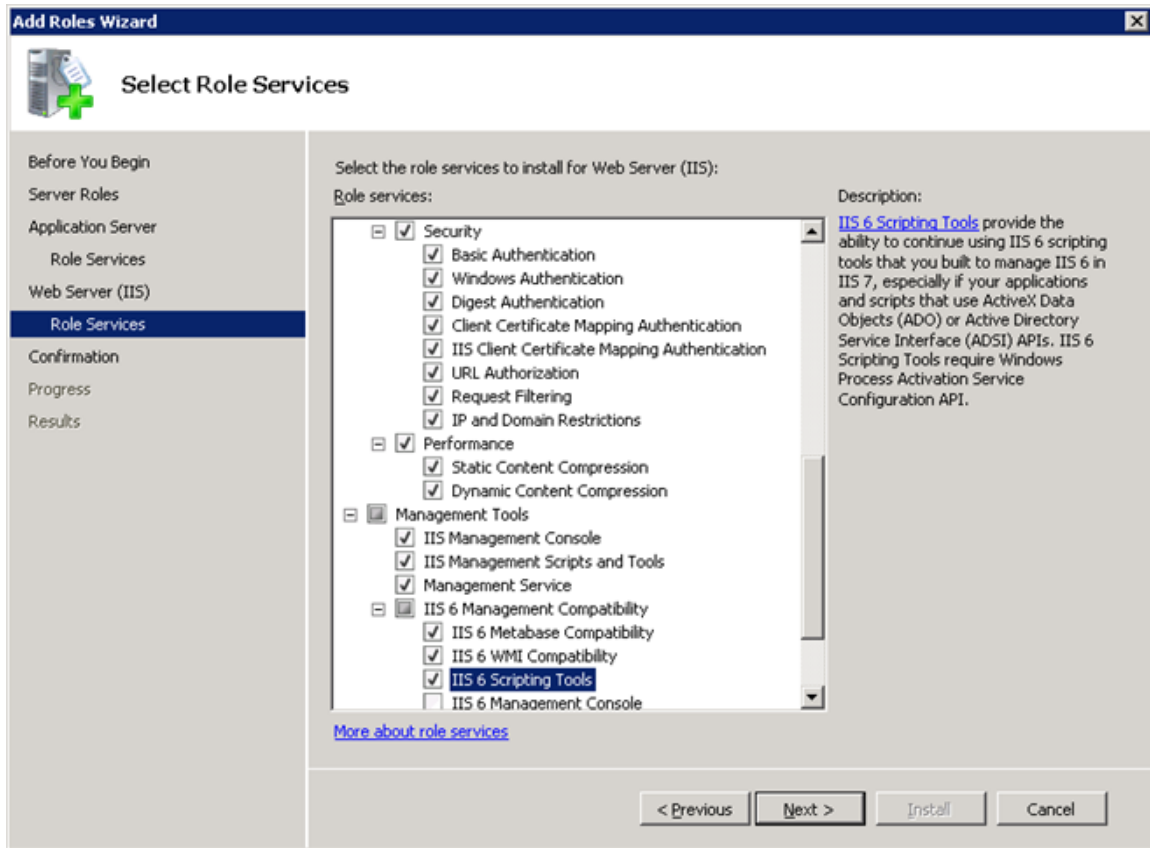 Add Roles Wizard
Select Role Services
Before You Begin
Server Roles
Application Server
Role Services
Web Server (IIS)
Role Services
Confirmation
Progress
Results
Select the role services to install for Web Server (IIS):
Role services:
Security
Basic Authentication
Windows Authentication
Digest Authentication
Client Certificate Mapping Authentication
IIS Client Certificate Mapping Authentication
URL Authorization
Request Filtering
IP and Domain Restrictions
Performance
Static Content Compression
Dynamic Content Compression
Management Tools
IIS Management Console
IIS Management Scripts and Tools
Management Service
IIS 6 Management Compatibility
IIS 6 Metabase Compatibility
IIS 6 WMI Compatibility
IIS 6 Scripting Tools
IIS 6 Management Console
More about role services
Description:
IIS 6 Scripting Tools provide the
ability to continue using IIS 6 scripting
tools that you built to manage IIS 6 in
IIS 7, especially if your applications
and scripts that use ActiveX Data
Objects (ADO) or Active Directory
Service Interface (ADSI) APIs. IIS 6
Scripting Tools require Windows
Process Activation Service
Configuration API.
< Previous
Next >
Install
Cancel